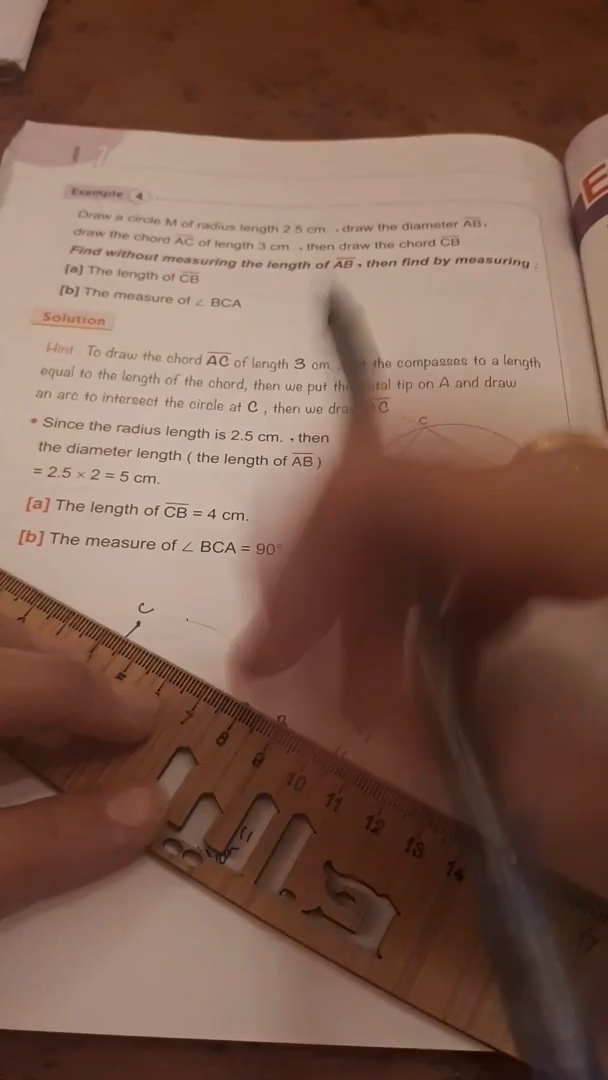 Example 4
Draw a circle M of radius length 2.5 cm. , draw the diameter AB,
draw the chord AC of length 3 cm. , then draw the chord CB
Find without measuring the length of AB , then find by measuring :
[a] The length of CB
[b] The measure of ∠ BCA
Solution
Hint : To draw the chord AC of length 3 cm. the compasses to a length
equal to the length of the chord, then we put tip on A and draw
an arc to intersect the circle at C , then we C
• Since the radius length is 2.5 cm. , then
the diameter length ( the length of AB )
= 2.5 × 2 = 5 cm.
C
[a] The length of CB = 4 cm.
[b] The measure of ∠ BCA = 90°
C
7 8 9 10 11 12 13 14 17
E